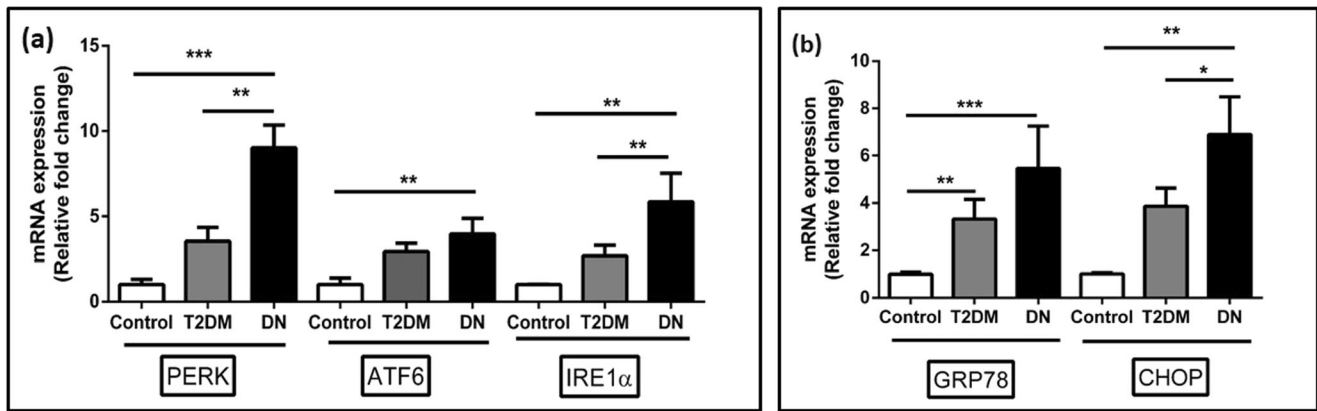 (a)
mRNA expression
(Relative fold change)
15
10
5
0
***
**
**
**
**
Control T2DM DN Control T2DM DN Control T2DM DN
PERK ATF6 IRE1α
(b)
mRNA expression
(Relative fold change)
10
8
6
4
2
0
**
*
***
**
Control T2DM DN Control T2DM DN
GRP78 CHOP